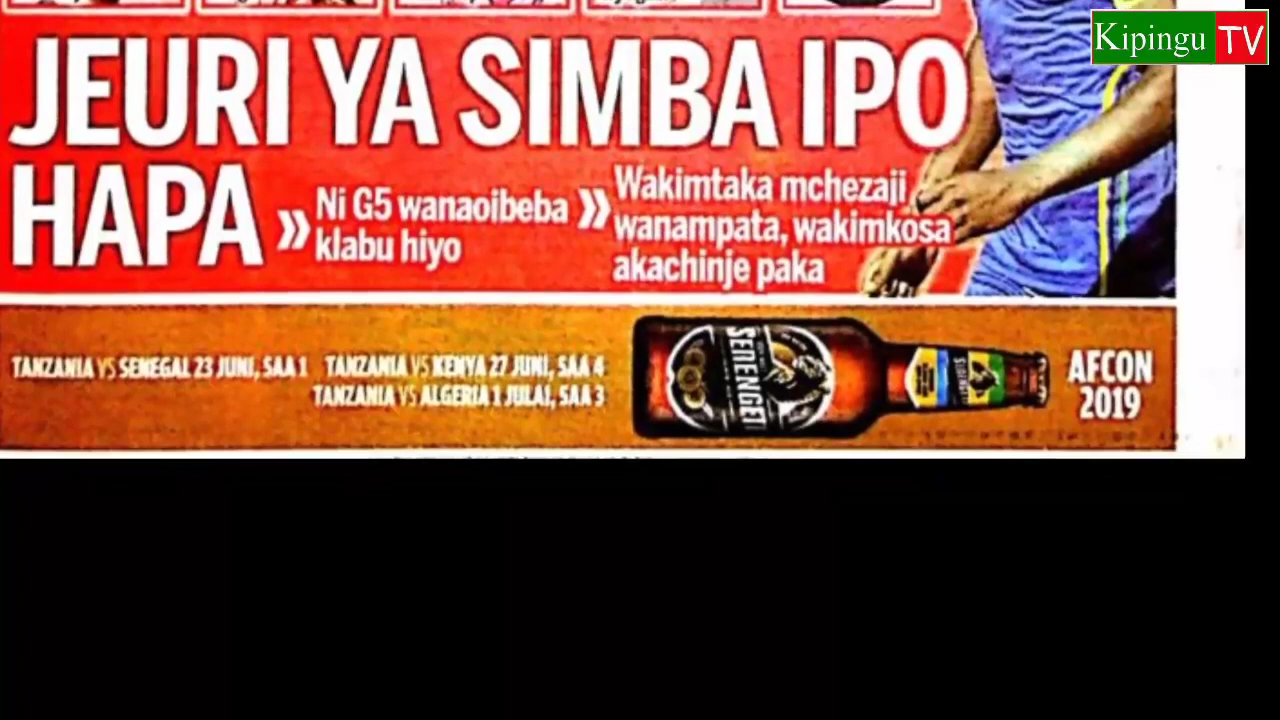 Kipingu TV
JEURI YA SIMBA IPO
HAPA
» Ni G5 wanaoibeba
klabu hiyo
» Wakimtaka mchezaji
wanampata, wakimkosa
akachinje paka
TANZANIA VS SENEGAL 23 JUNI, SAA 1 TANZANIA VS KENYA 27 JUNI, SAA 4
TANZANIA VS ALGERIA 1 JULAI, SAA 3
SERENGETI
AFCON
2019